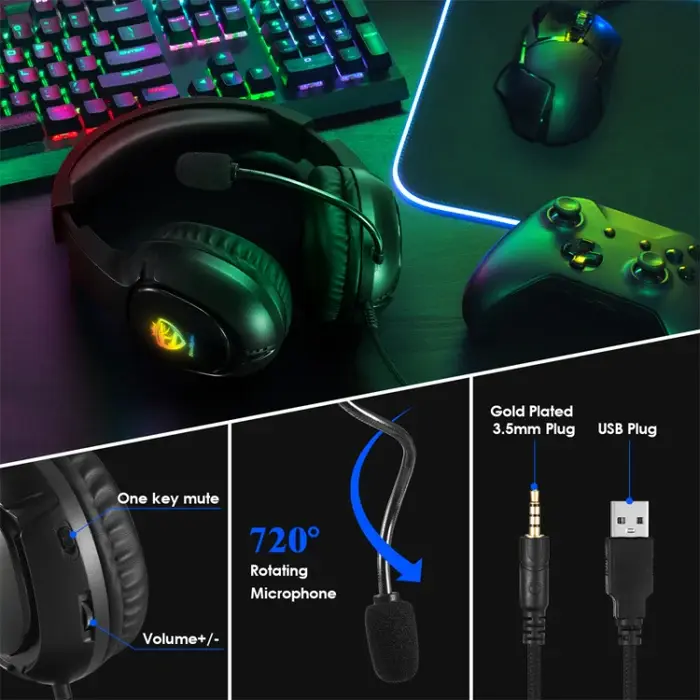 One key mute
Volume+/-
720°
Rotating
Microphone
Gold Plated
3.5mm Plug
USB Plug